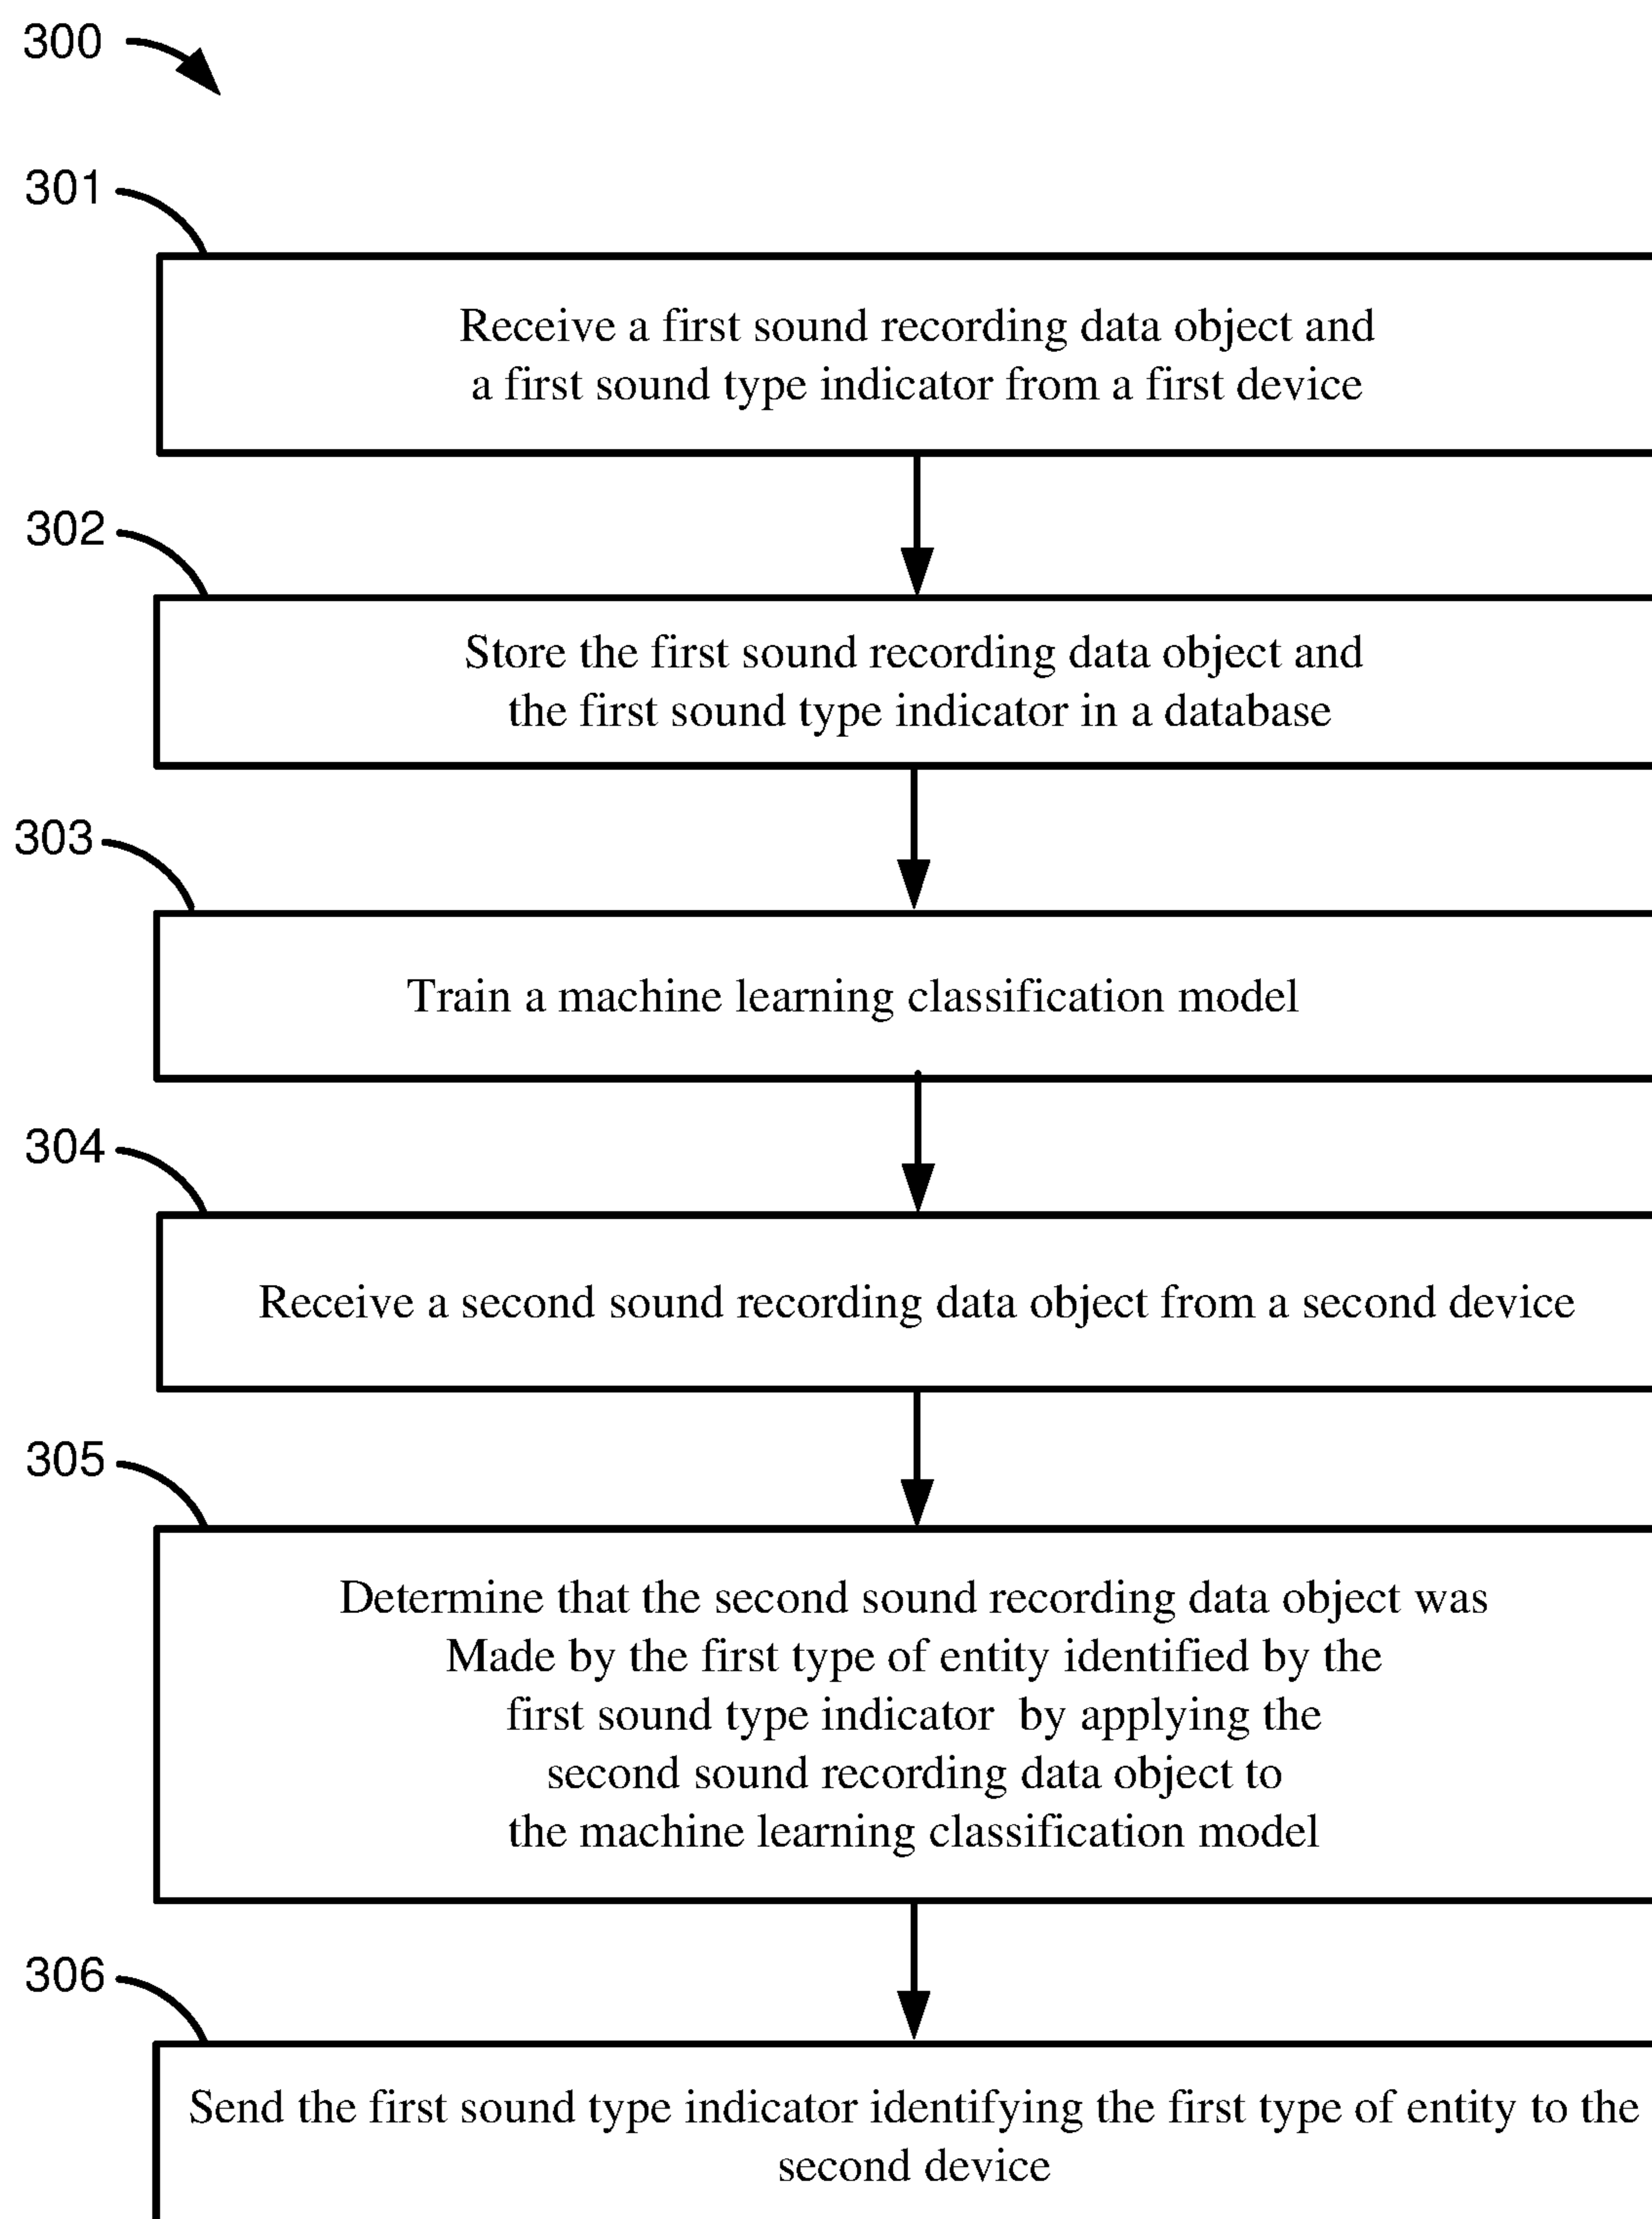 300
301
Receive a first sound recording data object and
a first sound type indicator from a first device
302
Store the first sound recording data object and
the first sound type indicator in a database
303
Train a machine learning classification model
304
Receive a second sound recording data object from a second device
305
Determine that the second sound recording data object was
Made by the first type of entity identified by the
first sound type indicator by applying the
second sound recording data object to
the machine learning classification model
306
Send the first sound type indicator identifying the first type of entity to the
second device